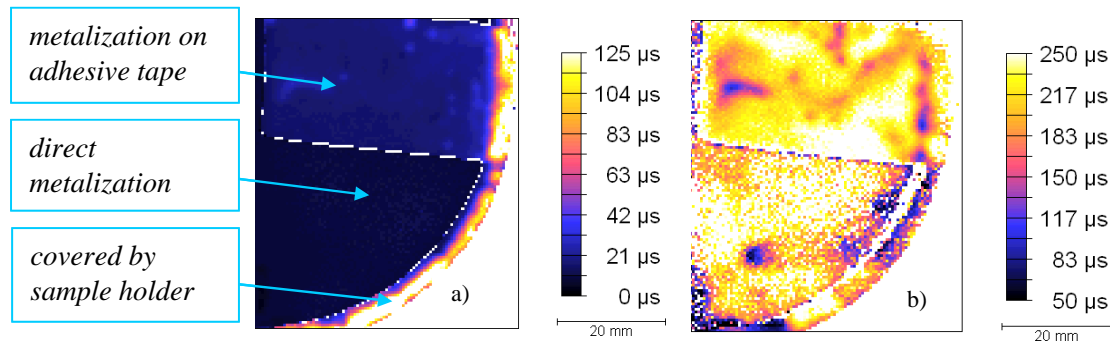 metalization on
adhesive tape
direct
metalization
covered by
sample holder
a)
125 µs
104 µs
83 µs
63 µs
42 µs
21 µs
0 µs
20 mm
b)
250 µs
217 µs
183 µs
150 µs
117 µs
83 µs
50 µs
20 mm